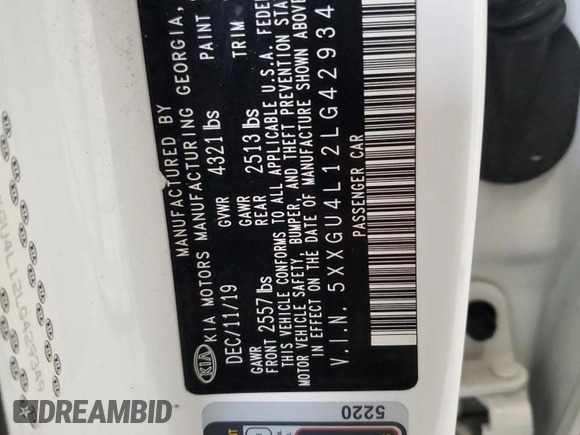 KIA
MANUFACTURED BY
KIA MOTORS MANUFACTURING GEORGIA,
DEC/11/19 GVWR 4321 lbs PAINT
GAWR GAWR TRIM
FRONT 2557 lbs REAR 2513 lbs
THIS VEHICLE CONFORMS TO ALL APPLICABLE U.S.A. FEDE
MOTOR VEHICLE SAFETY, BUMPER, AND THEFT PREVENTION STA
IN EFFECT ON THE DATE OF MANUFACTURE SHOWN ABOVE
V.I.N. 5XXGU4L12LG42934
PASSENGER CAR
5220
DREAMBID